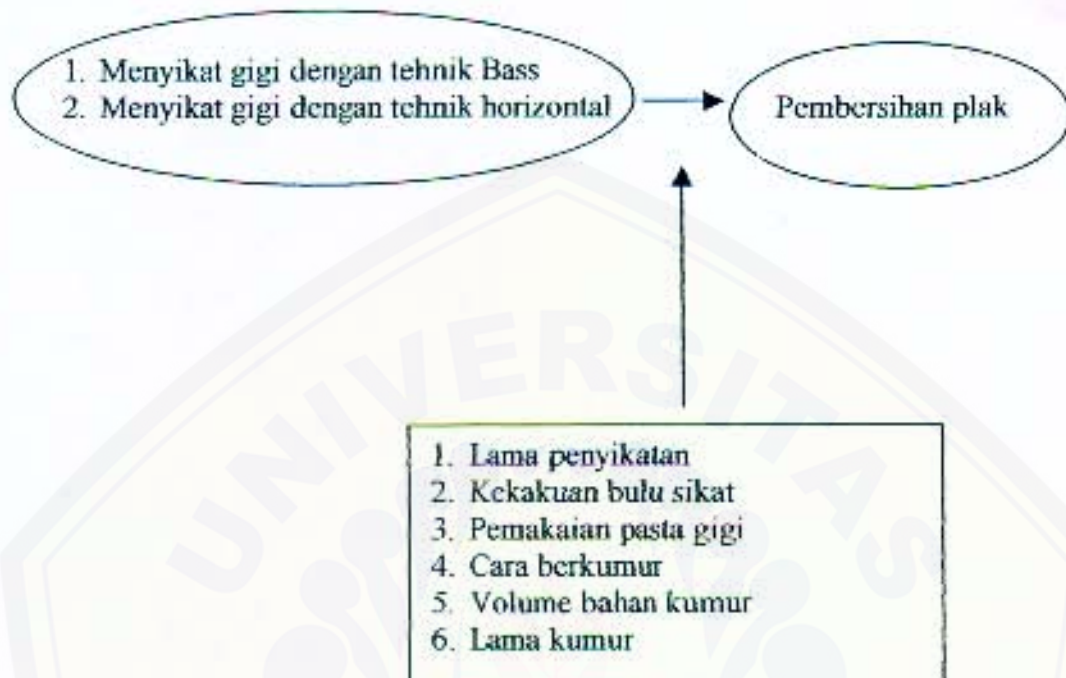 1. Menyikat gigi dengan tehnik Bass
2. Menyikat gigi dengan tehnik horizontal
Pembersihan plak
1. Lama penyikatan
2. Kekakuan bulu sikat
3. Pemakaian pasta gigi
4. Cara berkumur
5. Volume bahan kumur
6. Lama kumur
UNIVERSITAS